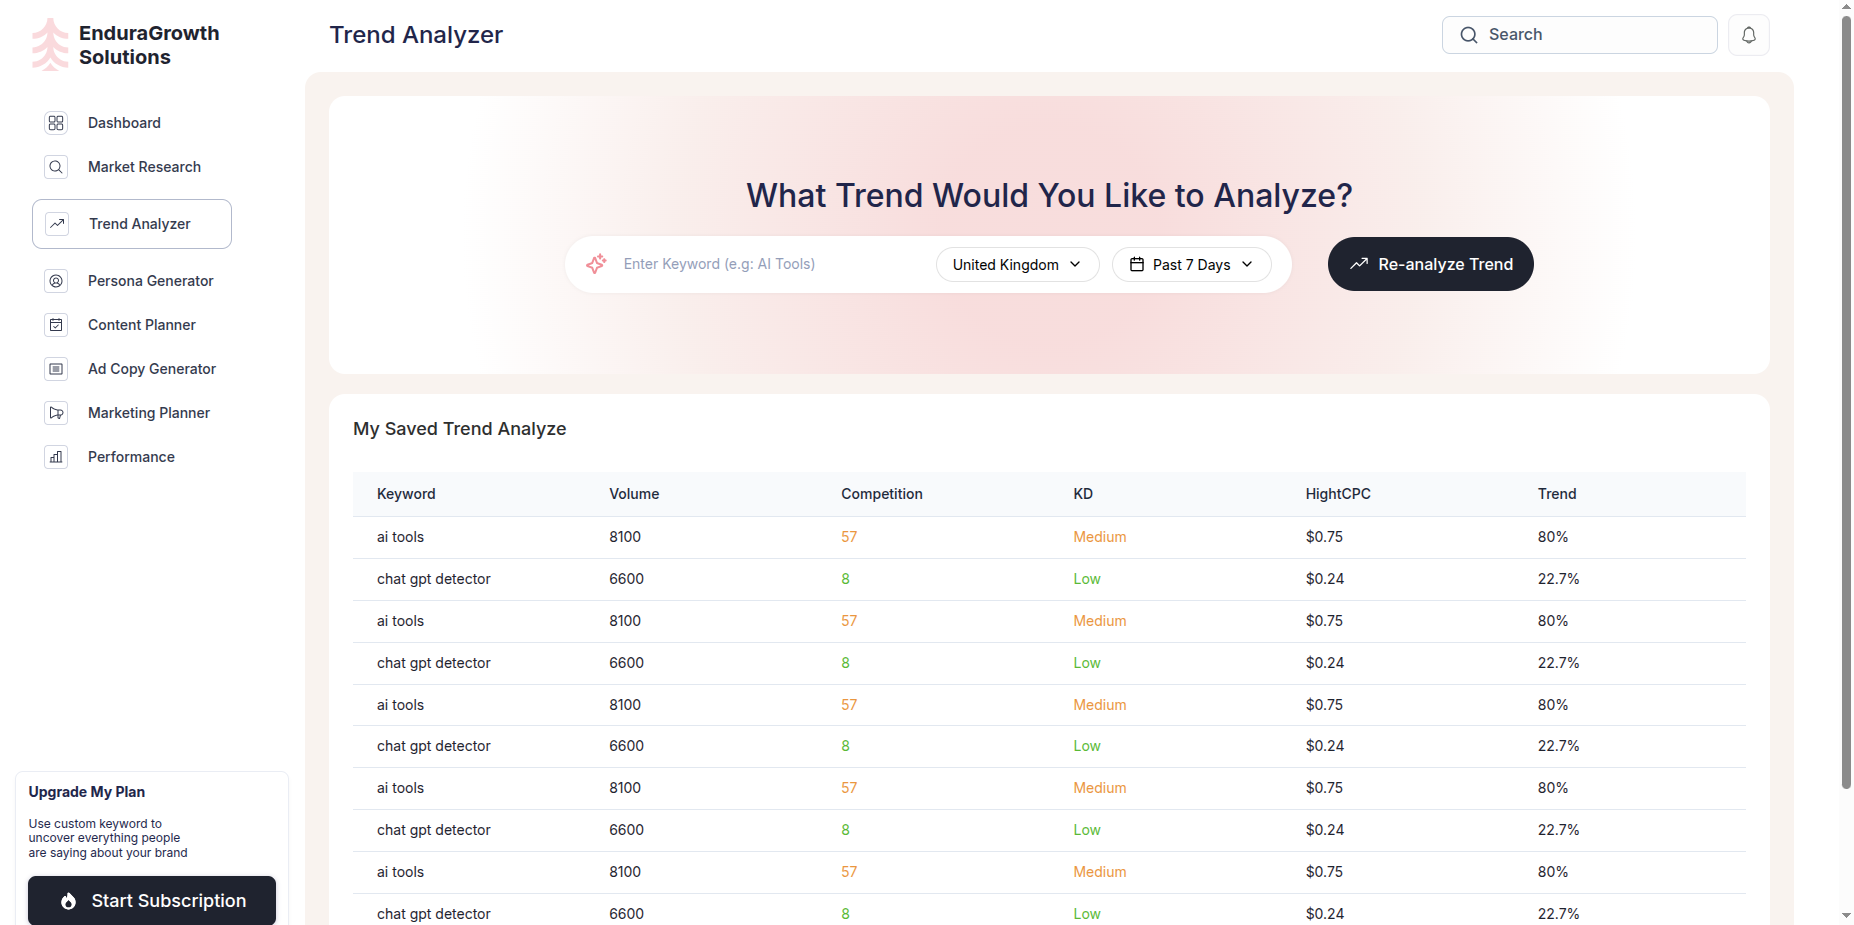 EnduraGrowth
Solutions
Trend Analyzer
Search
Dashboard
Market Research
Trend Analyzer
Persona Generator
Content Planner
Ad Copy Generator
Marketing Planner
Performance
Upgrade My Plan
Use custom keyword to
uncover everything people
are saying about your brand
Start Subscription
What Trend Would You Like to Analyze?
Enter Keyword (e.g: AI Tools) United Kingdom Past 7 Days Re-analyze Trend
My Saved Trend Analyze
Keyword Volume Competition KD HightCPC Trend
ai tools 8100 57 Medium $0.75 80%
chat gpt detector 6600 8 Low $0.24 22.7%
ai tools 8100 57 Medium $0.75 80%
chat gpt detector 6600 8 Low $0.24 22.7%
ai tools 8100 57 Medium $0.75 80%
chat gpt detector 6600 8 Low $0.24 22.7%
ai tools 8100 57 Medium $0.75 80%
chat gpt detector 6600 8 Low $0.24 22.7%
ai tools 8100 57 Medium $0.75 80%
chat gpt detector 6600 8 Low $0.24 22.7%